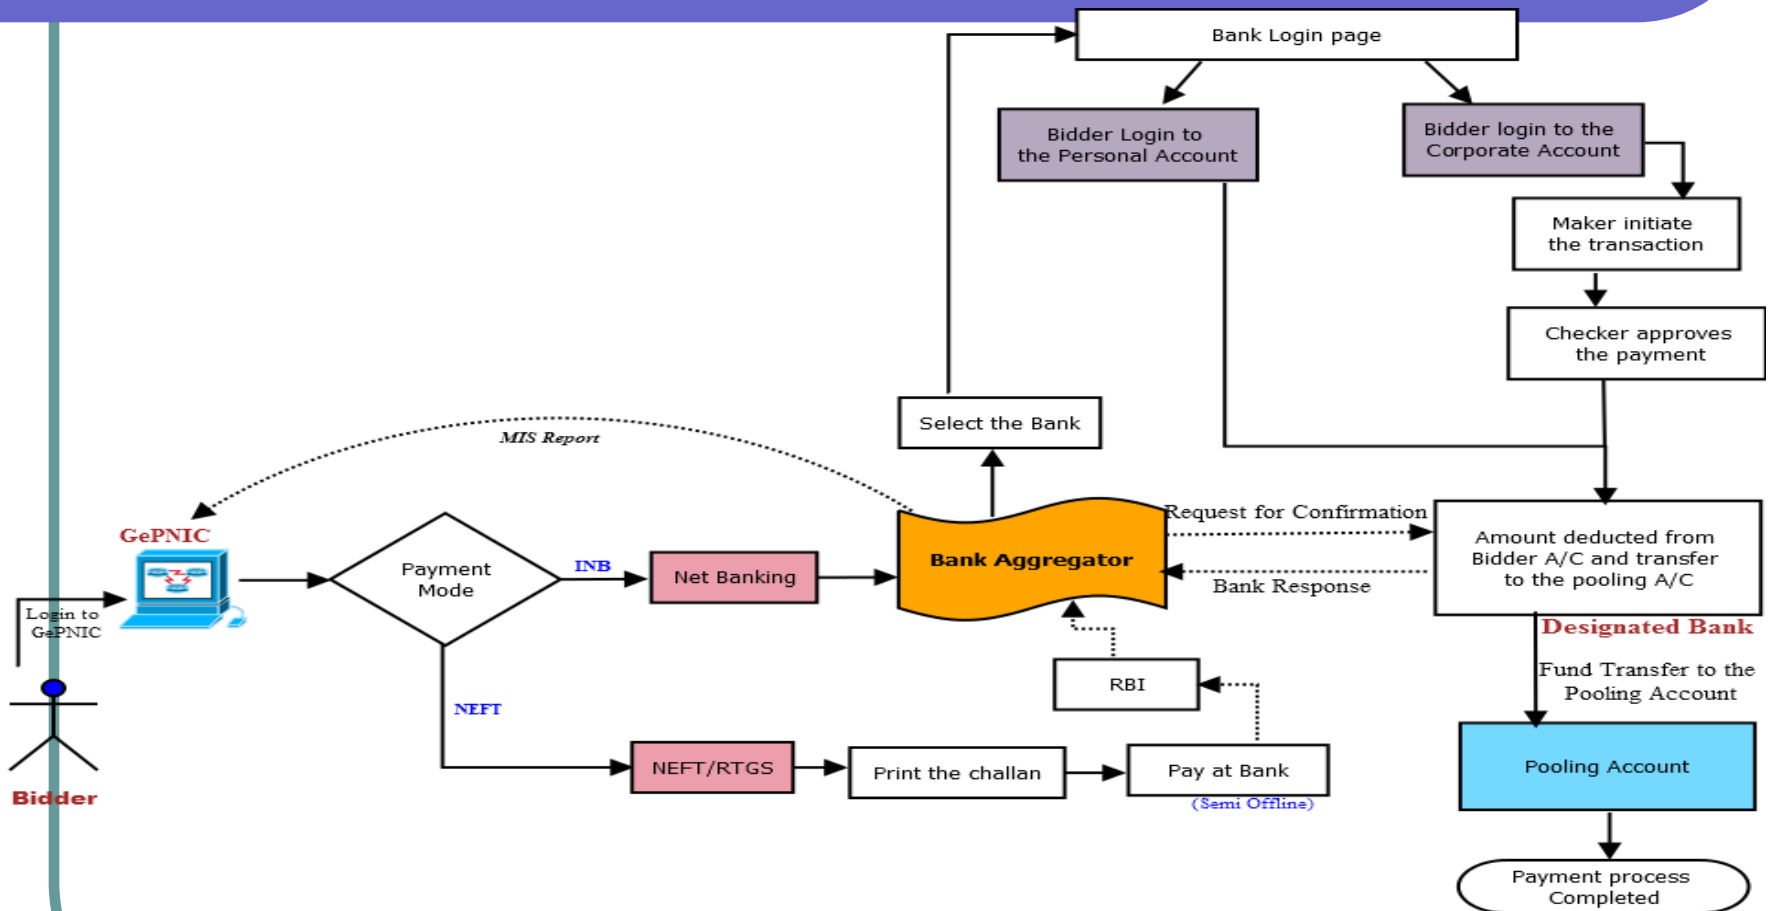 Bank Login page
Bidder Login to
the Personal Account
Bidder login to the
Corporate Account
Maker initiate
the transaction
Checker approves
the payment
Select the Bank
MIS Report
GePNIC
Login to
GePNIC
Bidder
Payment
Mode
INB
Net Banking
Bank Aggregator
Request for Confirmation
Bank Response
Amount deducted from
Bidder A/C and transfer
to the pooling A/C
Designated Bank
Fund Transfer to the
Pooling Account
RBI
NEFT
NEFT/RTGS
Print the challan
Pay at Bank
(Semi Offline)
Pooling Account
Payment process
Completed